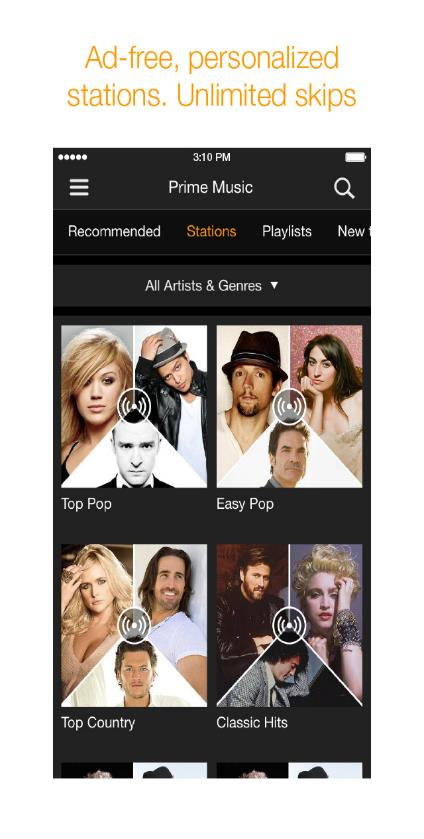 Ad-free, personalized
stations. Unlimited skips
3:10 PM
Prime Music
Recommended Stations Playlists New
All Artists & Genres
Top Pop Easy Pop
Top Country Classic Hits